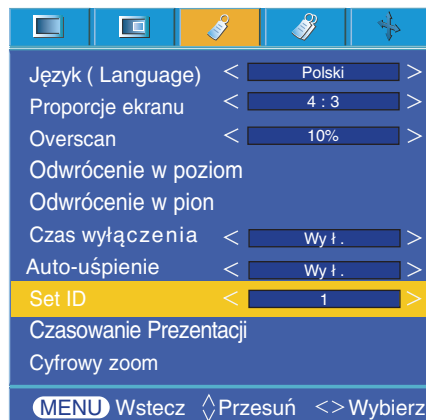 Język ( Language) < Polski >
Proporcje ekranu < 4 : 3 >
Overscan < 10% >
Odwrócenie w poziom
Odwrócenie w pion
Czas wyłączenia < Wy ł . >
Auto-uśpienie < Wy ł . >
Set ID < 1 >
Czasowanie Prezentacji
Cyfrowy zoom
MENU Wstecz ◇Przesuń <>Wybierz